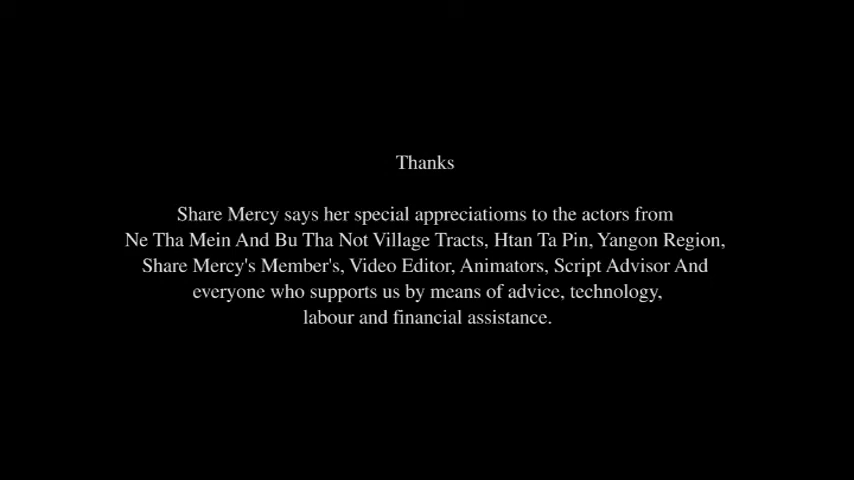 Thanks
Share Mercy says her special appreciatioms to the actors from
Ne Tha Mein And Bu Tha Not Village Tracts, Htan Ta Pin, Yangon Region,
Share Mercy's Member's, Video Editor, Animators, Script Advisor And
everyone who supports us by means of advice, technology,
labour and financial assistance.